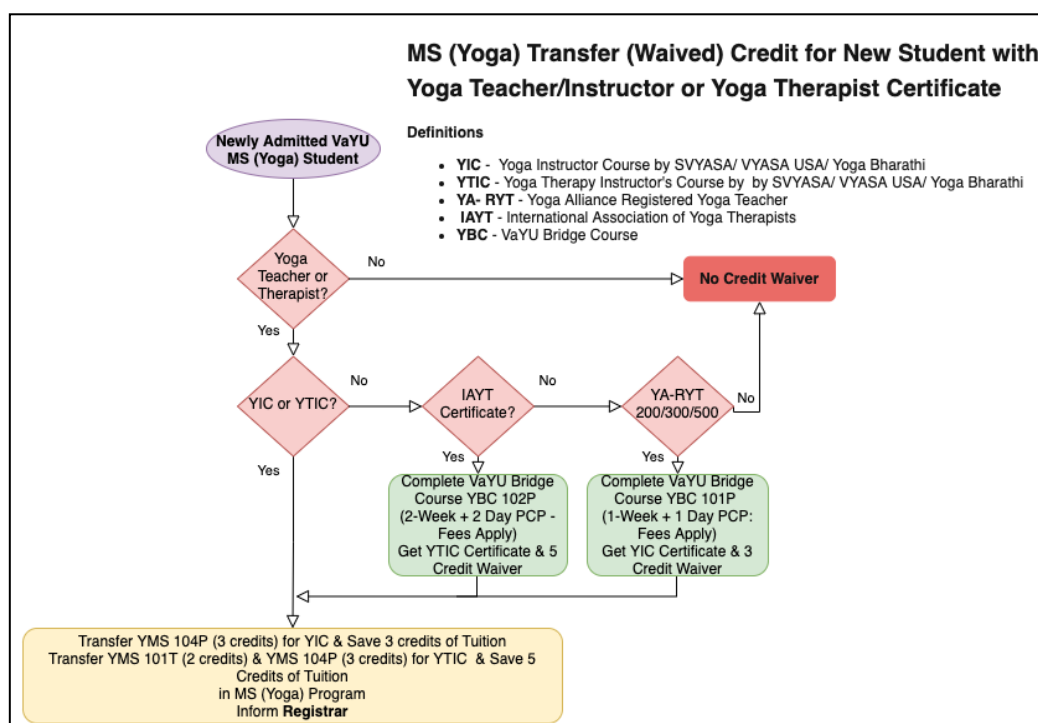 MS (Yoga) Transfer (Waived) Credit for New Student with
Yoga Teacher/Instructor or Yoga Therapist Certificate
Definitions
• YIC - Yoga Instructor Course by SVYASA/ VYASA USA/ Yoga Bharathi
• YTIC - Yoga Therapy Instructor's Course by by SVYASA/ VYASA USA/ Yoga Bharathi
• YA- RYT - Yoga Alliance Registered Yoga Teacher
• IAYT - International Association of Yoga Therapists
• YBC - VaYU Bridge Course
Newly Admitted VaYU
MS (Yoga) Student
Yoga
Teacher or
Therapist?
No
No Credit Waiver
Yes
YIC or YTIC?
No
IAYT
Certificate?
No
YA-RYT
200/300/500
No
Yes
Yes
Yes
Complete VaYU Bridge
Course YBC 102P
(2-Week + 2 Day PCP -
Fees Apply)
Get YTIC Certificate & 5
Credit Waiver
Complete VaYU Bridge
Course YBC 101P
(1-Week + 1 Day PCP:
Fees Apply)
Get YIC Certificate & 3
Credit Waiver
Transfer YMS 104P (3 credits) for YIC & Save 3 credits of Tuition
Transfer YMS 101T (2 credits) & YMS 104P (3 credits) for YTIC & Save 5
Credits of Tuition
in MS (Yoga) Program
Inform Registrar